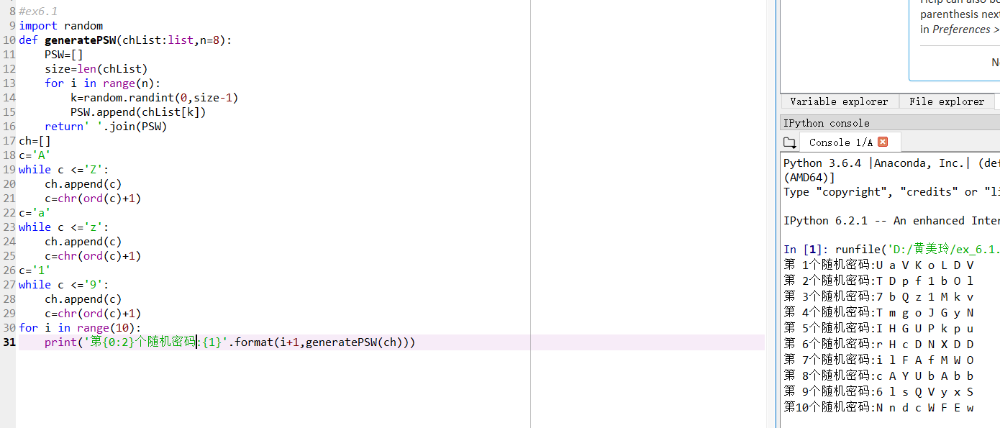 8 #ex6.1
9 import random
10 def generatePSW(chList:list,n=8):
11     PSW=[]
12     size=len(chList)
13     for i in range(n):
14         k=random.randint(0,size-1)
15         PSW.append(chList[k])
16     return' '.join(PSW)
17 ch=[]
18 c='A'
19 while c <='Z':
20     ch.append(c)
21     c=chr(ord(c)+1)
22 c='a'
23 while c <='z':
24     ch.append(c)
25     c=chr(ord(c)+1)
26 c='1'
27 while c <='9':
28     ch.append(c)
29     c=chr(ord(c)+1)
30 for i in range(10):
31     print('第{0:2}个随机密码:{1}'.format(i+1,generatePSW(ch)))
parenthesis next
in Preferences >
Variable explorer File explorer
IPython console
Console 1/A
Python 3.6.4 |Anaconda, Inc.| (def
(AMD64)]
Type "copyright", "credits" or "li
IPython 6.2.1 -- An enhanced Inter
In [1]: runfile('D:/黄美玲/ex_6.1.
第 1个随机密码:U a V K o L D V
第 2个随机密码:T D p f 1 b O l
第 3个随机密码:7 b Q z 1 M k v
第 4个随机密码:T m g o J G y N
第 5个随机密码:I H G U P k p u
第 6个随机密码:r H c D N X D D
第 7个随机密码:i l F A f M W O
第 8个随机密码:c A Y U b A b b
第 9个随机密码:6 l s Q V y x S
第10个随机密码:N n d c W F E w